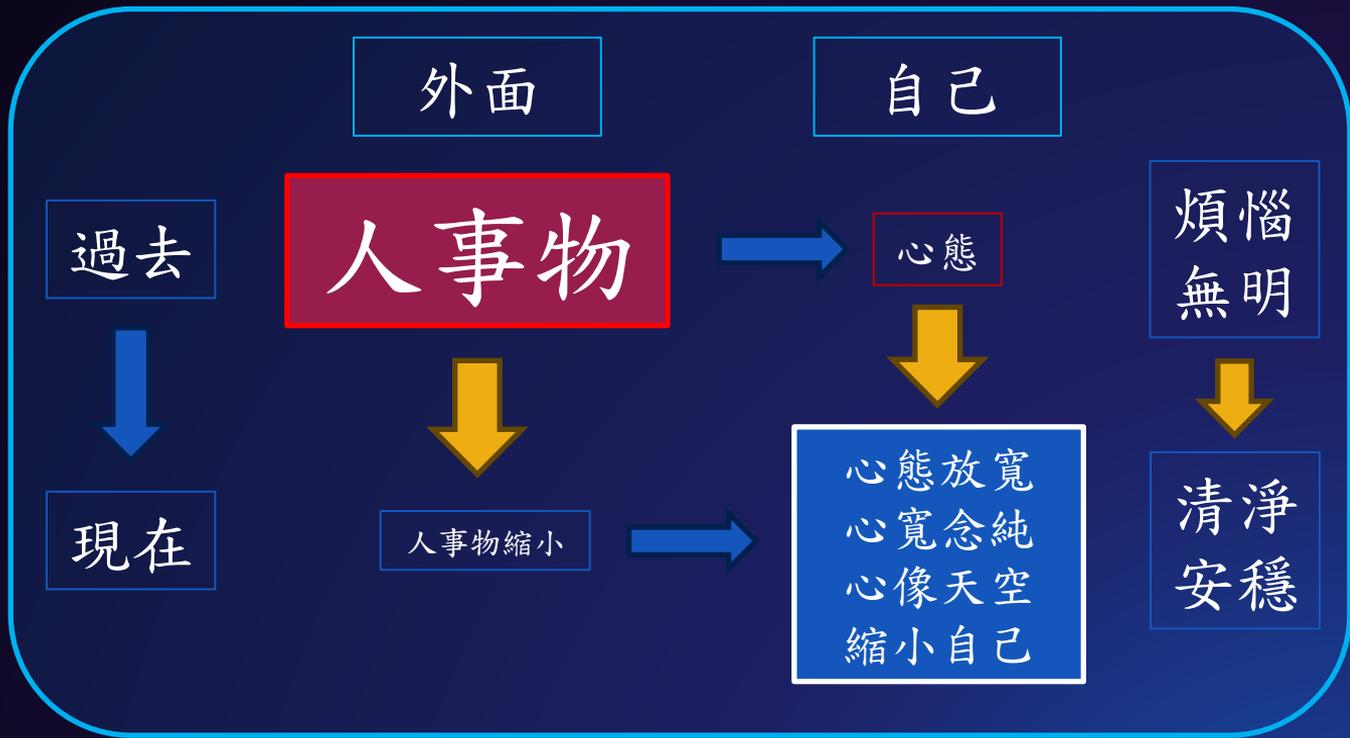 外面
自己
過去
人事物
心態
煩惱
無明
現在
人事物縮小
心態放寬
心寬念純
心像天空
縮小自己
清淨
安穩